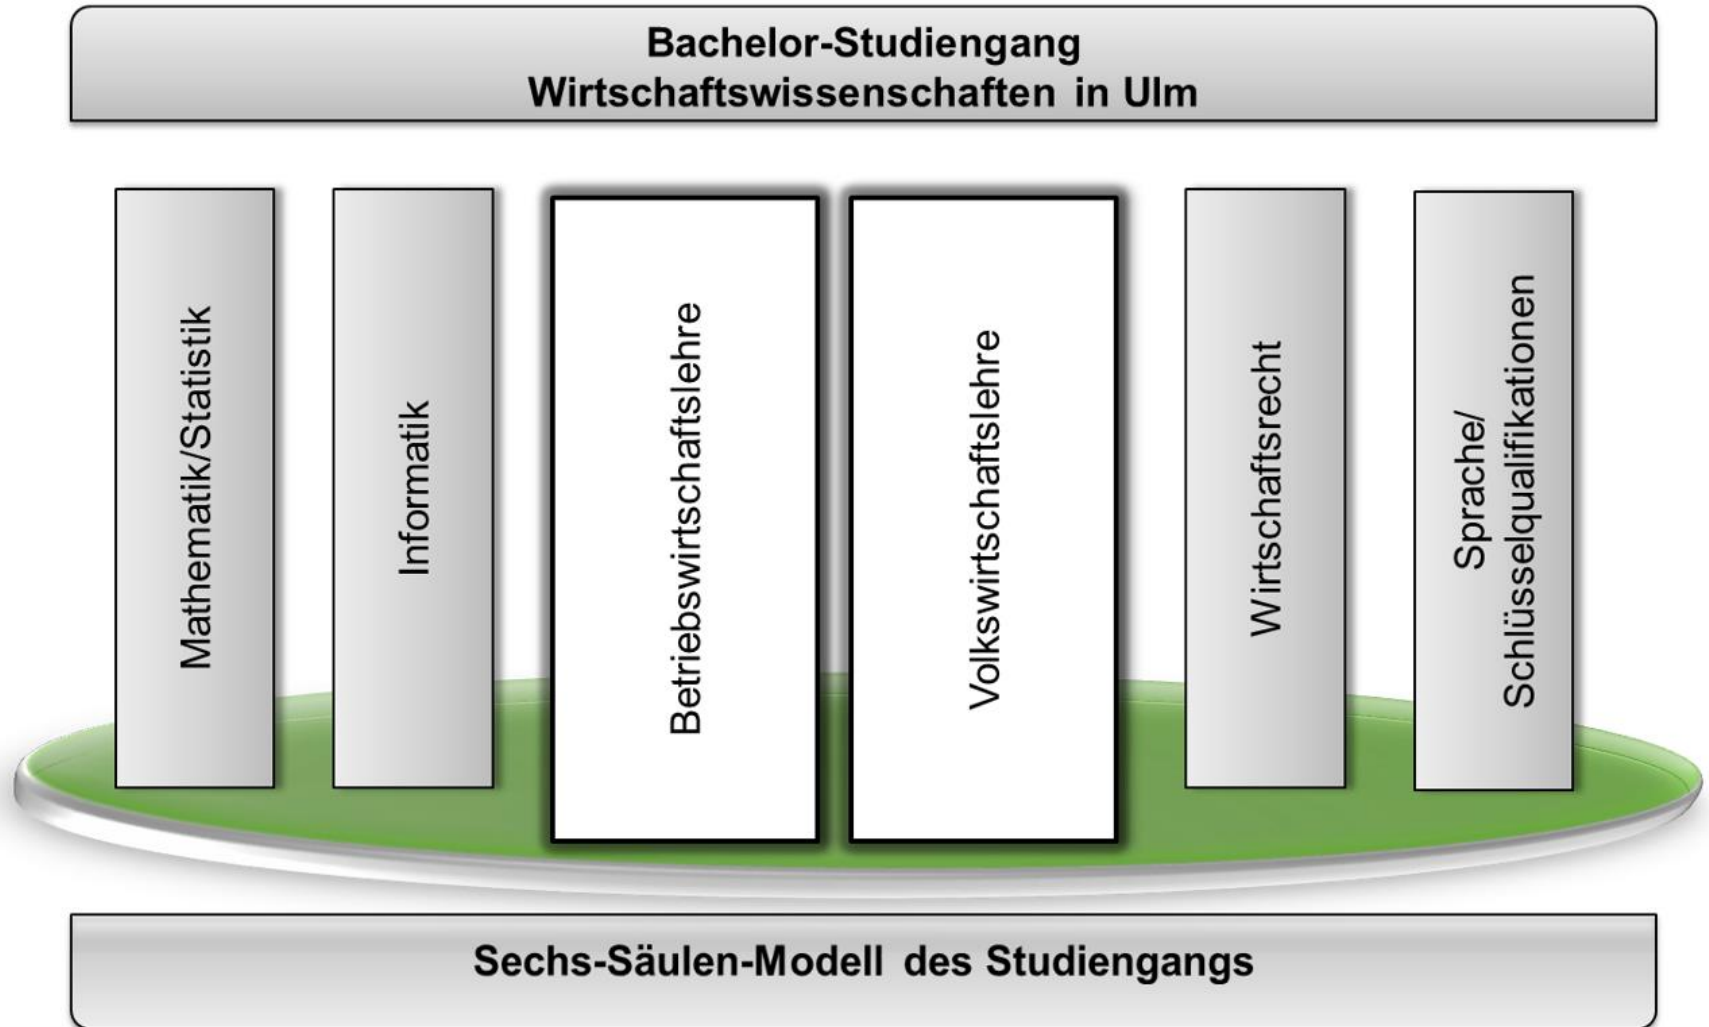 Bachelor-Studiengang
Wirtschaftswissenschaften in Ulm
Mathematik/Statistik
Informatik
Betriebswirtschaftslehre
Volkswirtschaftslehre
Wirtschaftsrecht
Sprache/
Schlüsselqualifikationen
Sechs-Säulen-Modell des Studiengangs